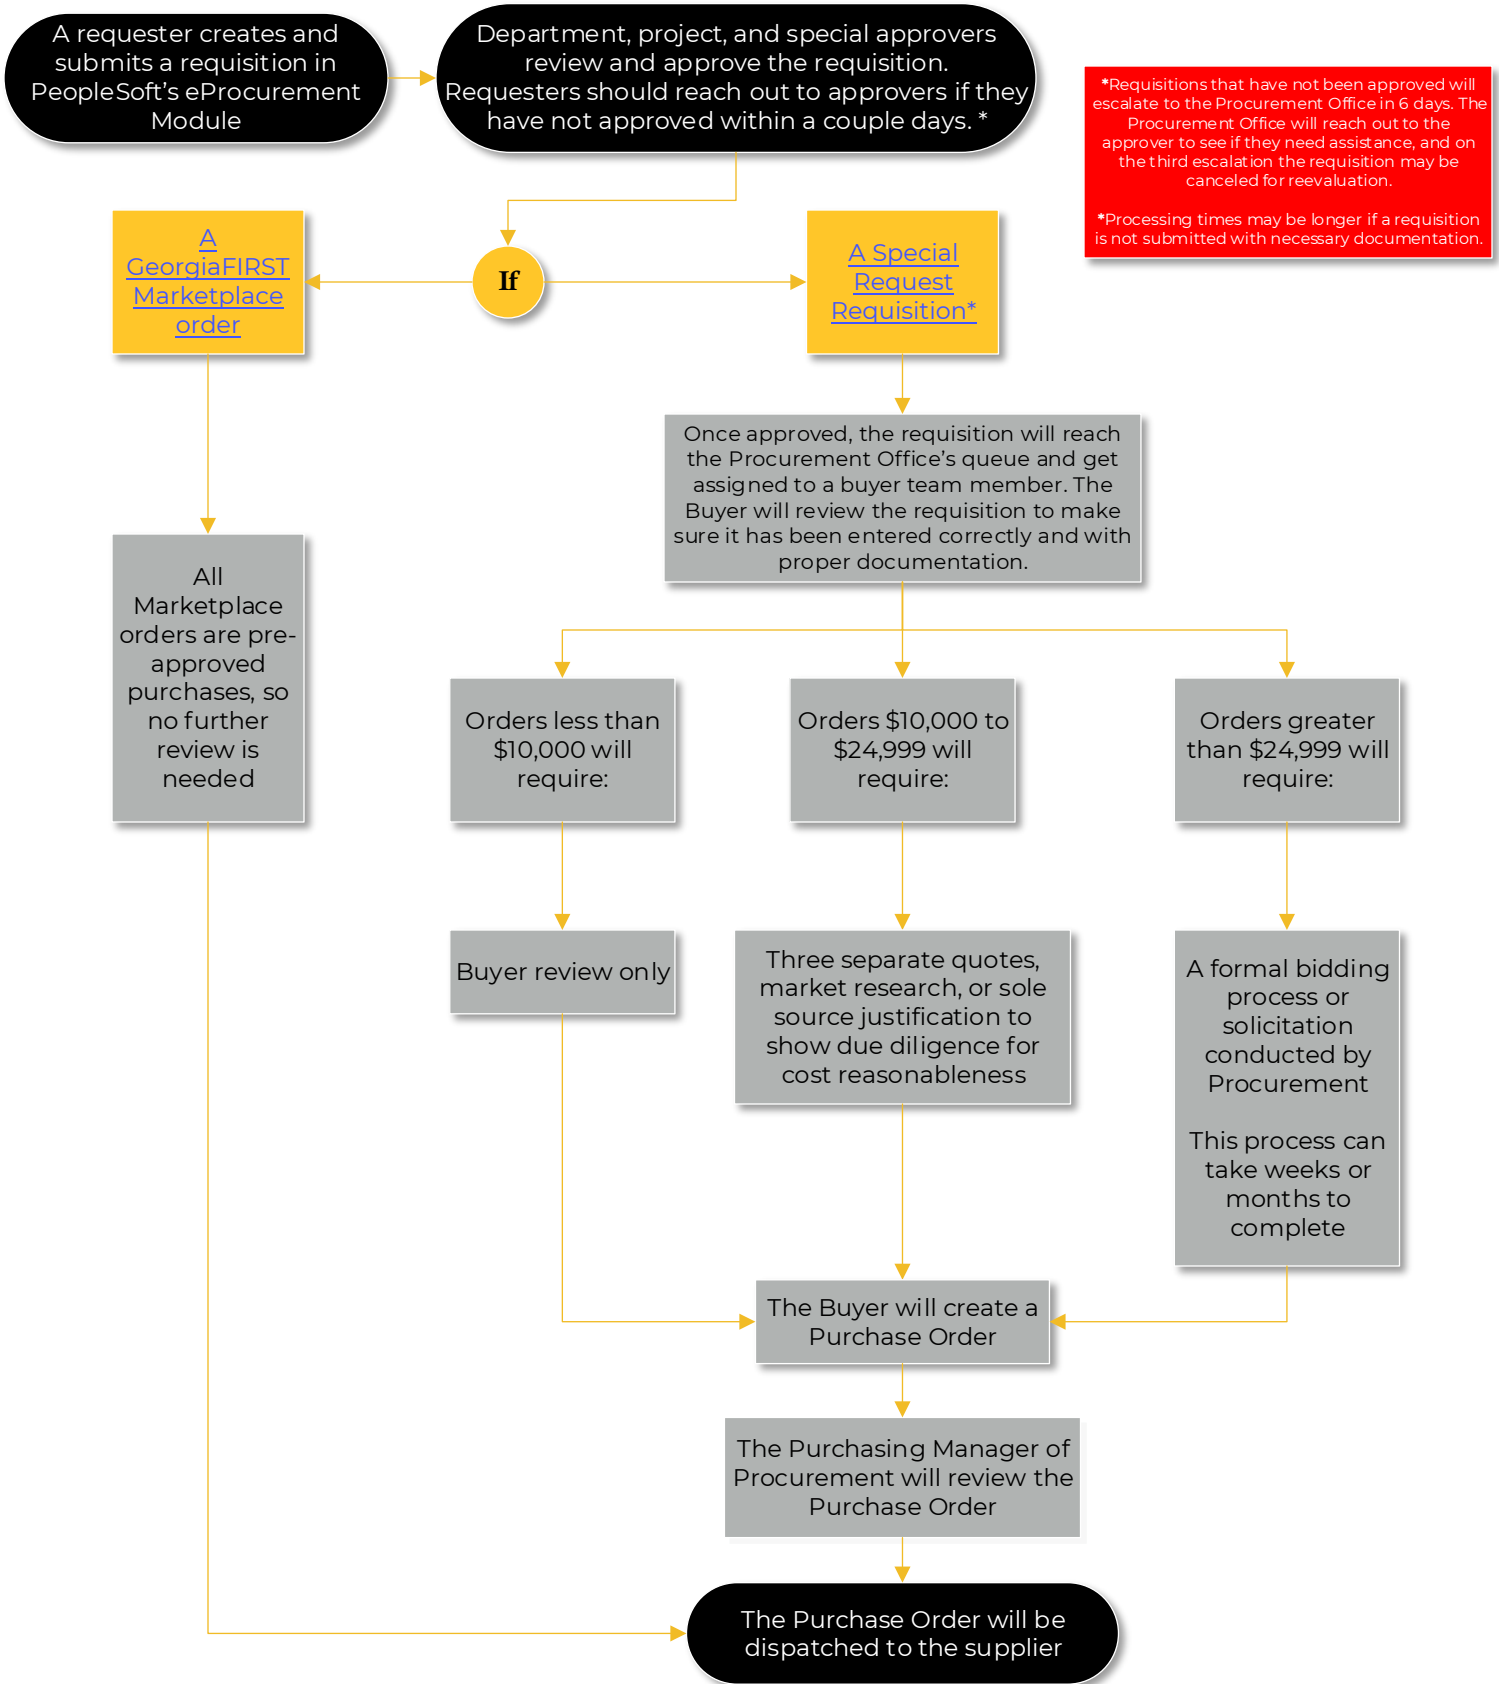 A requester creates and
submits a requisition in
PeopleSoft's eProcurement
Module
Department, project, and special approvers
review and approve the requisition.
Requesters should reach out to approvers if they
have not approved within a couple days. *
*Requisitions that have not been approved will
escalate to the Procurement Office in 6 days. The
Procurement Office will reach out to the
approver to see if they need assistance, and on
the third escalation the requisition may be
canceled for reevaluation.
*Processing times may be longer if a requisition
is not submitted with necessary documentation.
A
GeorgiaFIRST
Marketplace
order
If
A Special
Request
Requisition*
Once approved, the requisition will reach
the Procurement Office's queue and get
assigned to a buyer team member. The
Buyer will review the requisition to make
sure it has been entered correctly and with
proper documentation.
All
Marketplace
orders are pre-
approved
purchases, so
no further
review is
needed
Orders less than
$10,000 will
require:
Orders $10,000 to
$24,999 will
require:
Orders greater
than $24,999 will
require:
Buyer review only
Three separate quotes,
market research, or sole
source justification to
show due diligence for
cost reasonableness
A formal bidding
process or
solicitation
conducted by
Procurement
This process can
take weeks or
months to
complete
The Buyer will create a
Purchase Order
The Purchasing Manager of
Procurement will review the
Purchase Order
The Purchase Order will be
dispatched to the supplier